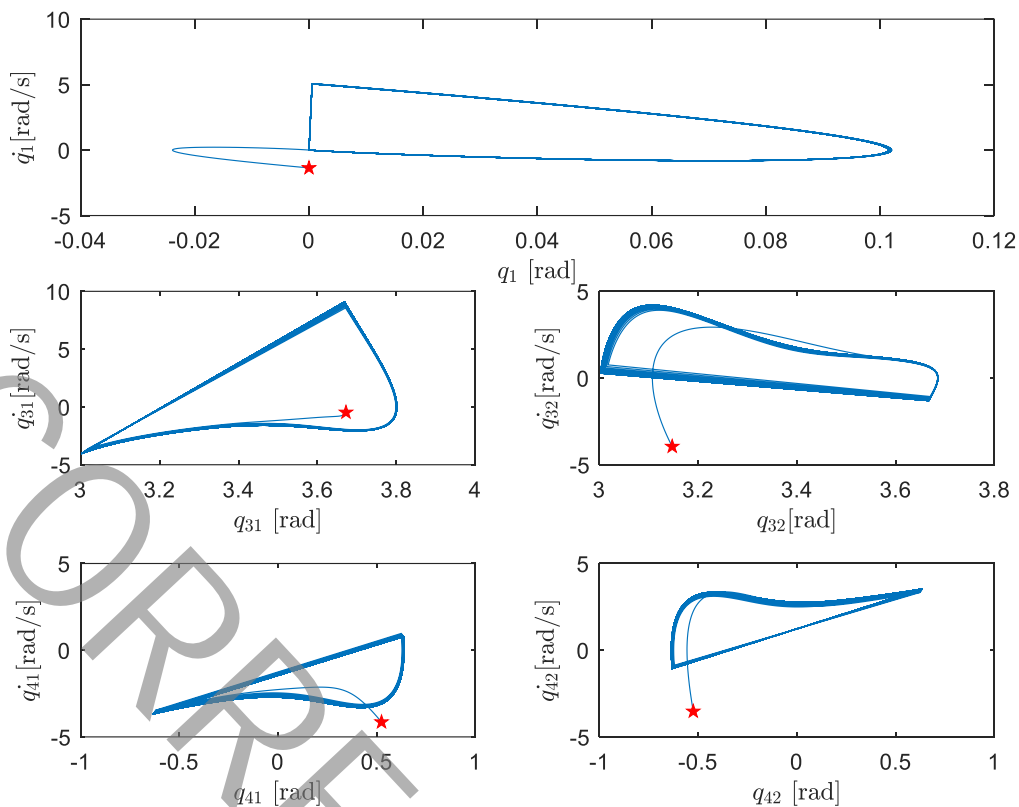 10
5
0
-5
q̇₁[rad/s]
-0.04 -0.02 0 0.02 0.04 0.06 0.08 0.1 0.12
q₁ [rad]
10
5
0
-5
q̇₃₁[rad/s]
3 3.2 3.4 3.6 3.8 4
q₃₁ [rad]
5
0
-5
q̇₃₂[rad/s]
3 3.2 3.4 3.6 3.8
q₃₂[rad]
5
0
-5
q̇₄₁[rad/s]
-1 -0.5 0 0.5 1
q₄₁ [rad]
5
0
-5
q̇₄₂[rad/s]
-1 -0.5 0 0.5 1
q₄₂ [rad]
CORRE